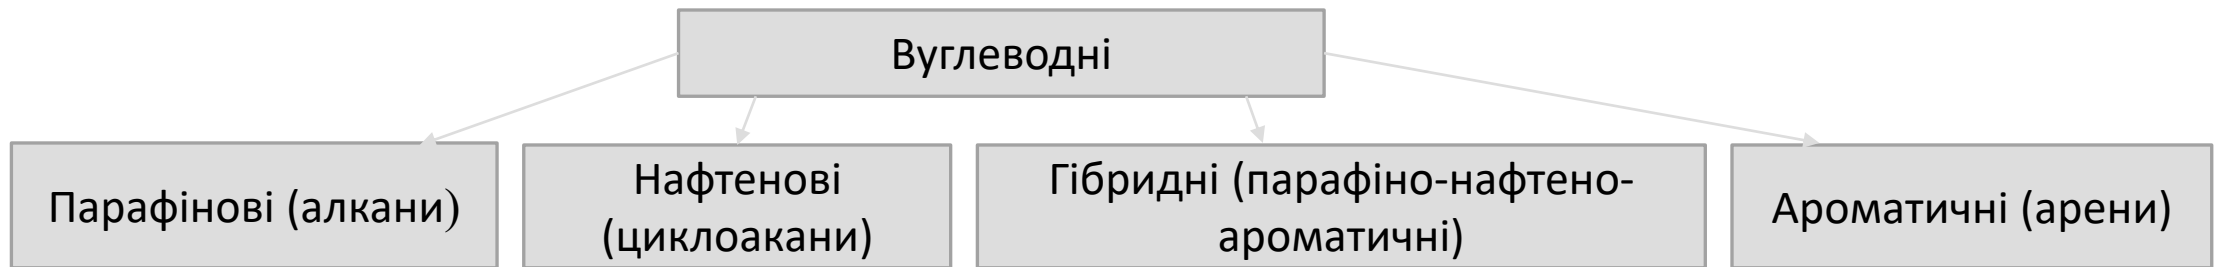 Вуглеводні
Парафінові (алкани)
Нафтенові
(циклоакани)
Гібридні (парафіно-нафтено-
ароматичні)
Ароматичні (арени)